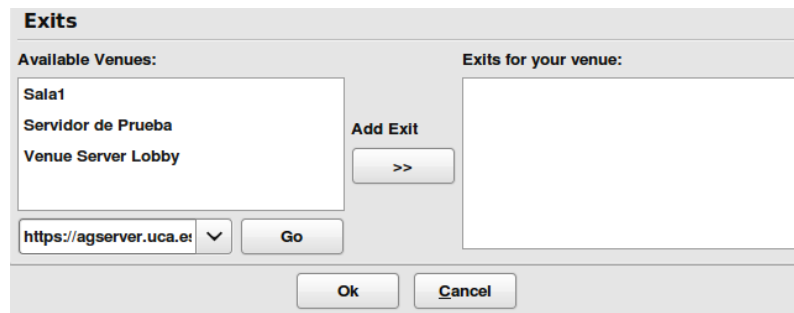 Exits
Available Venues:
Exits for your venue:
Sala1
Servidor de Prueba
Venue Server Lobby
Add Exit
>>
https://agserver.uca.es
Go
Ok
Cancel